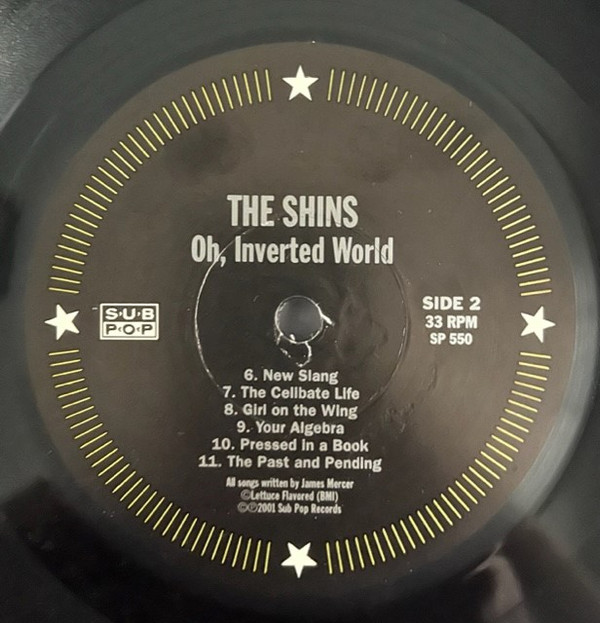 THE SHINS
Oh, Inverted World
S·U·B
P·O·P
SIDE 2
33 RPM
SP 550
6. New Slang
7. The Celibate Life
8. Girl on the Wing
9. Your Algebra
10. Pressed in a Book
11. The Past and Pending
All songs written by James Mercer
©Lettuce Flavored (BMI)
©℗2001 Sub Pop Records